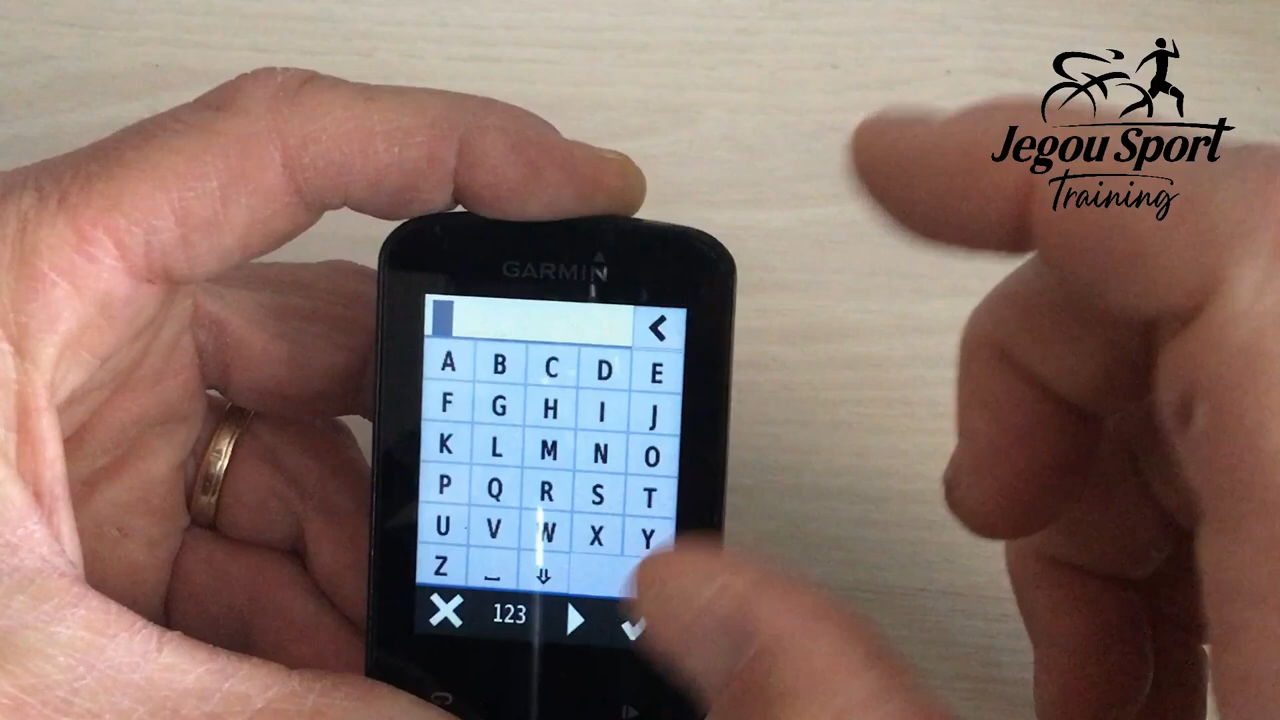 Jegou Sport
Training
GARMIN
A B C D E
F G H I J
K L M N O
P Q R S T
U V W X Y
Z
123